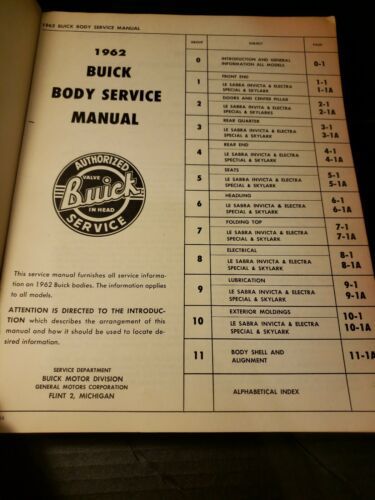 1962 BUICK BODY SERVICE MANUAL
1962
BUICK
BODY SERVICE
MANUAL
AUTHORIZED
VALVE
Buick
IN HEAD
SERVICE
This service manual furnishes all service informa-
tion on 1962 Buick bodies. The information applies
to all models.
ATTENTION IS DIRECTED TO THE INTRODUC-
TION which describes the arrangement of this
manual and how it should be used to locate de-
sired information.
SERVICE DEPARTMENT
BUICK MOTOR DIVISION
GENERAL MOTORS CORPORATION
FLINT 2, MICHIGAN
GROUP SUBJECT PAGE
0 INTRODUCTION AND GENERAL
INFORMATION ALL MODELS 0-1
1 FRONT END
LE SABRA INVICTA & ELECTRA 1-1
SPECIAL & SKYLARK 1-1A
2 DOORS AND CENTER PILLAR
LE SABRA INVICTA & ELECTRA 2-1
SPECIAL & SKYLARKS 2-1A
3 REAR QUARTER
LE SABRA INVICTA & ELECTRA 3-1
SPECIAL & SKYLARK 3-1A
4 REAR END
LE SABRA INVICTA & ELECTRA 4-1
SPECIAL & SKYLARK 4-1A
5 SEATS
LE SABRA INVICTA & ELECTRA 5-1
SPECIAL & SKYLARK 5-1A
6 HEADLING
LE SABRA INVICTA & ELECTRA 6-1
SPECIAL & SKYLARK 6-1A
7 FOLDING TOP
LE SABRA INVICTA & ELECTRA 7-1
SPECIAL & SKYLARK 7-1A
8 ELECTRICAL
LE SABRA INVICTA & ELECTRA 8-1
SPECIAL & SKYLARK 8-1A
9 LUBRICATION
LE SABRA INVICTA & ELECTRA 9-1
SPECIAL & SKYLARK 9-1A
10 EXTERIOR MOLDINGS 10-1
LE SABRA INVICTA & ELECTRA 10-1A
SPECIAL & SKYLARK
11 BODY SHELL AND
ALIGNMENT 11-1A
ALPHABETICAL INDEX